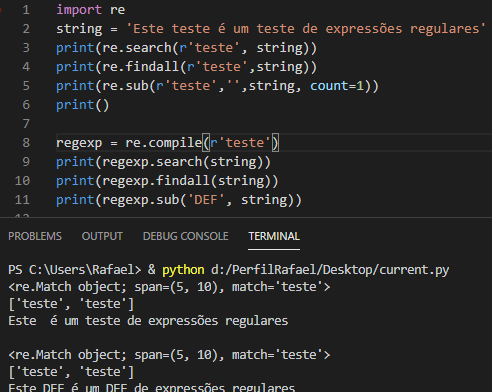 1 import re
2 string = 'Este teste é um teste de expressões regulares'
3 print(re.search(r'teste', string))
4 print(re.findall(r'teste',string))
5 print(re.sub(r'teste','',string, count=1))
6 print()
7
8 regexp = re.compile(r'teste')
9 print(regexp.search(string))
10 print(regexp.findall(string))
11 print(regexp.sub('DEF', string))
PROBLEMS OUTPUT DEBUG CONSOLE TERMINAL
PS C:\Users\Rafael> & python d:/PerfilRafael/Desktop/current.py
<re.Match object; span=(5, 10), match='teste'>
['teste', 'teste']
Este  é um teste de expressões regulares
<re.Match object; span=(5, 10), match='teste'>
['teste', 'teste']
Este DEF é um DEF de expressões regulares